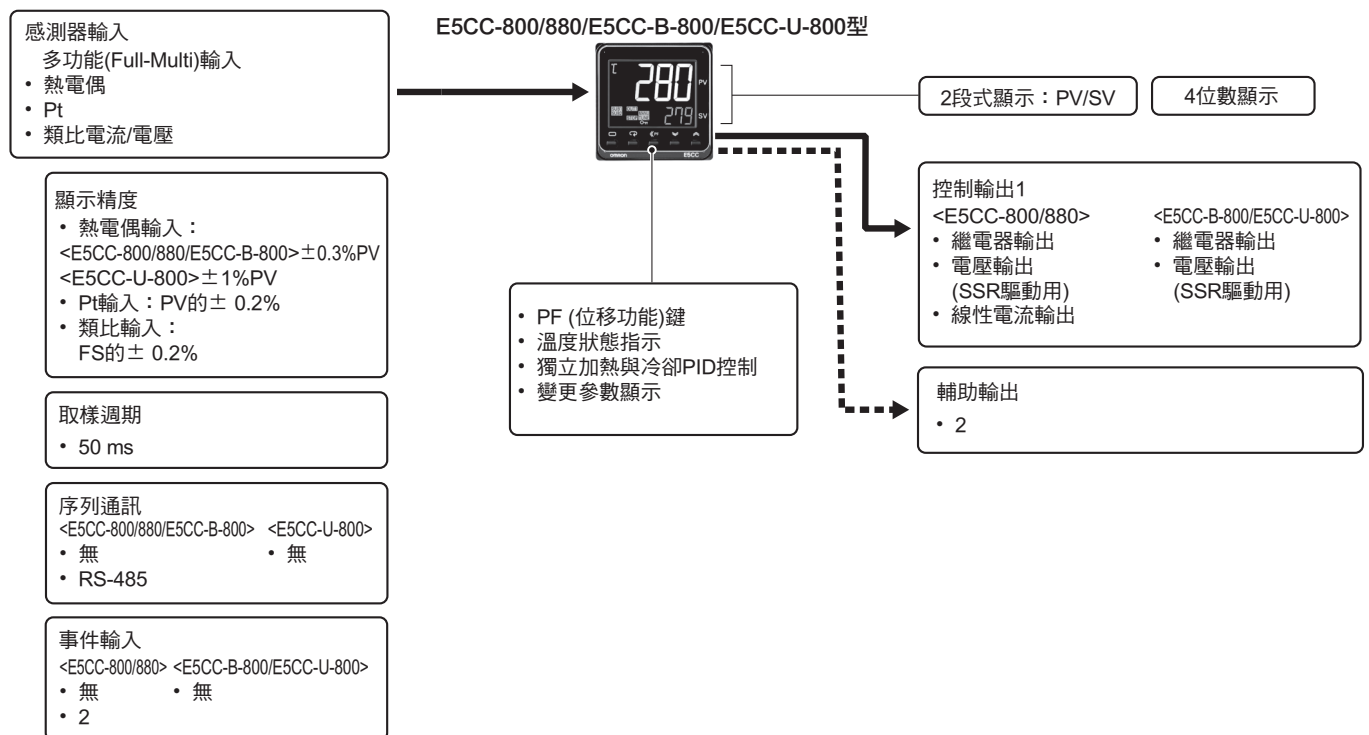 E5CC-800/880/E5CC-B-800/E5CC-U-800型
感測器輸入
多功能(Full-Multi)輸入
• 熱電偶
• Pt
• 類比電流/電壓
280
PV
279
SV
PF
omron
E5CC
2段式顯示：PV/SV
4位數顯示
顯示精度
• 熱電偶輸入：
<E5CC-800/880/E5CC-B-800>±0.3%PV
<E5CC-U-800>±1%PV
• Pt輸入：PV的± 0.2%
• 類比輸入：
FS的± 0.2%
取樣週期
• 50 ms
序列通訊
<E5CC-800/880/E5CC-B-800> <E5CC-U-800>
• 無 • 無
• RS-485
事件輸入
<E5CC-800/880> <E5CC-B-800/E5CC-U-800>
• 無 • 無
• 2
• PF (位移功能)鍵
• 溫度狀態指示
• 獨立加熱與冷卻PID控制
• 變更參數顯示
控制輸出1
<E5CC-800/880> <E5CC-B-800/E5CC-U-800>
• 繼電器輸出 • 繼電器輸出
• 電壓輸出 • 電壓輸出
(SSR驅動用) (SSR驅動用)
• 線性電流輸出
輔助輸出
• 2